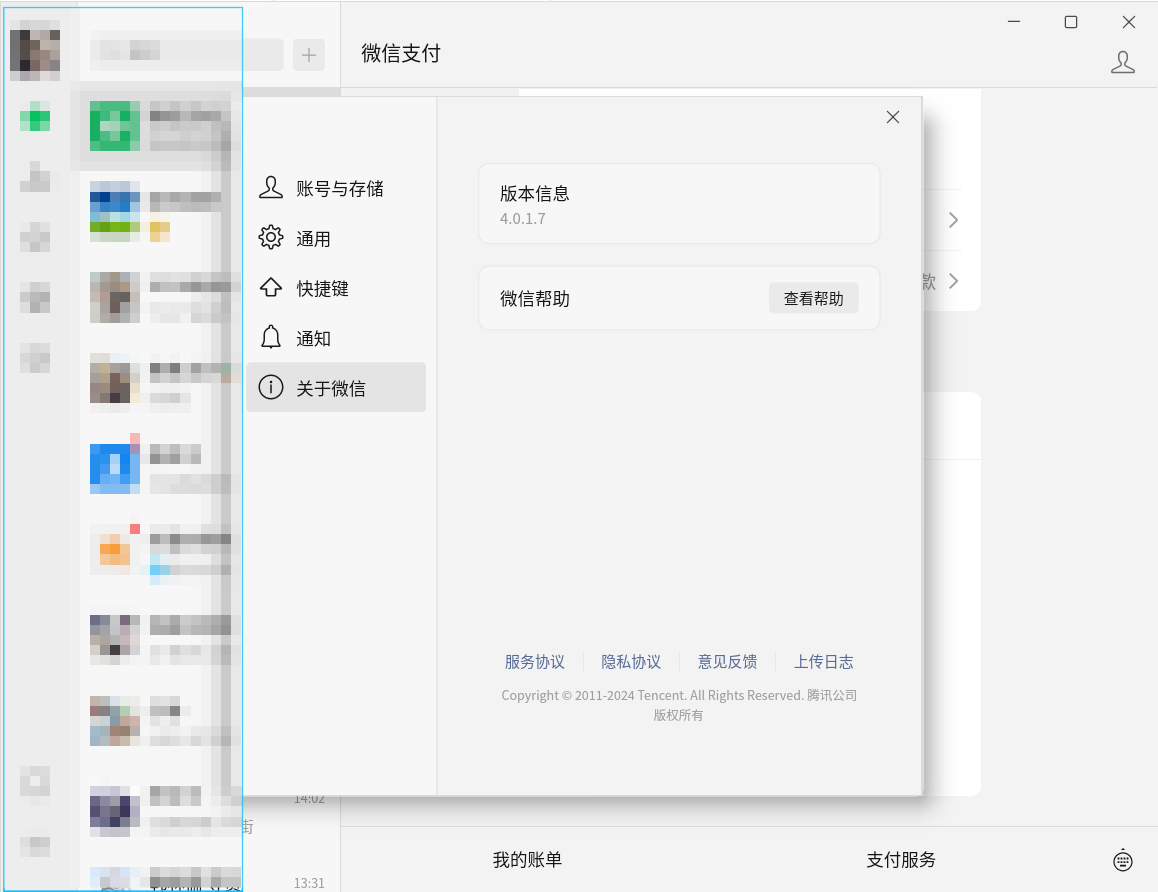 微信支付
账号与存储
通用
快捷键
通知
关于微信
版本信息
4.0.1.7
微信帮助
查看帮助
款
服务协议
隐私协议
意见反馈
上传日志
Copyright © 2011-2024 Tencent. All Rights Reserved. 腾讯公司
版权所有
14:02
街
13:31
我的账单
支付服务